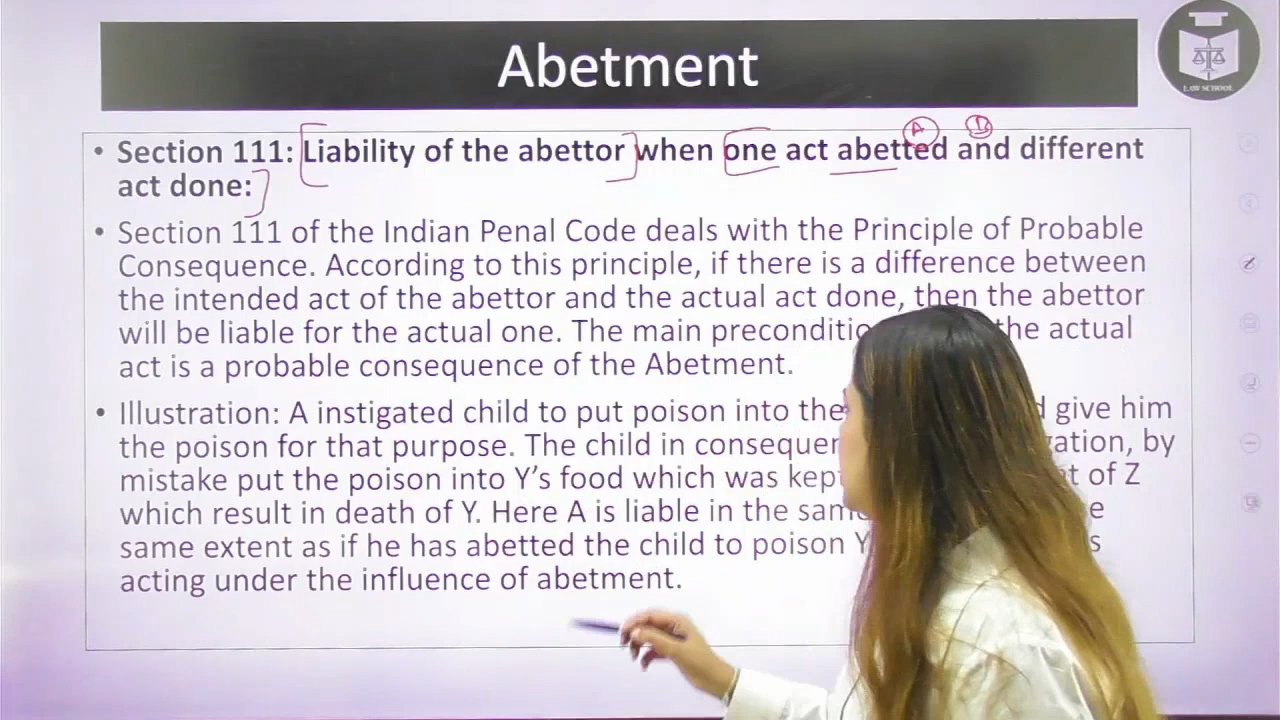 Abetment
LAW SCHOOL
A B
• Section 111: Liability of the abettor when one act abetted and different
act done:
• Section 111 of the Indian Penal Code deals with the Principle of Probable
Consequence. According to this principle, if there is a difference between
the intended act of the abettor and the actual act done, then the abettor
will be liable for the actual one. The main the actual
act is a probable consequence of the Abetment.
• Illustration: A instigated child to put poison into the give him
the poison for that purpose. The child in by
mistake put the poison into Y’s food which was kept of Z
which result in death of Y. Here A is liable in the
same extent as if he has abetted the child to poison Y
acting under the influence of abetment.